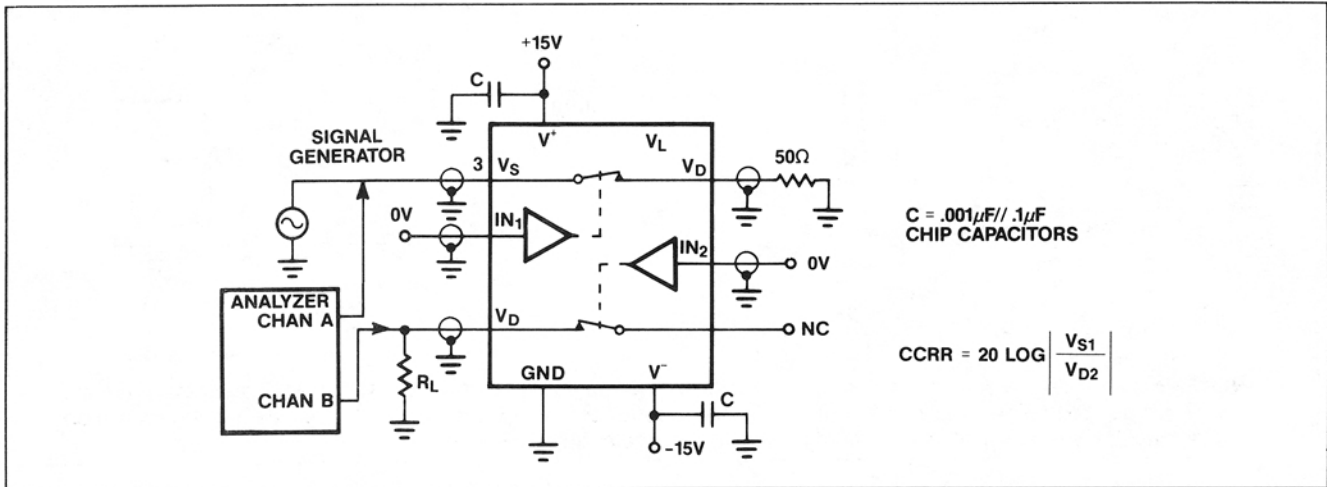 +15V
C
V+
VL
SIGNAL
GENERATOR
3
VS
VD
50Ω
0V
IN1
IN2
0V
C = .001µF// .1µF
CHIP CAPACITORS
ANALYZER
CHAN A
VD
NC
CCRR = 20 LOG | VS1 / VD2 |
RL
CHAN B
GND
V−
C
-15V